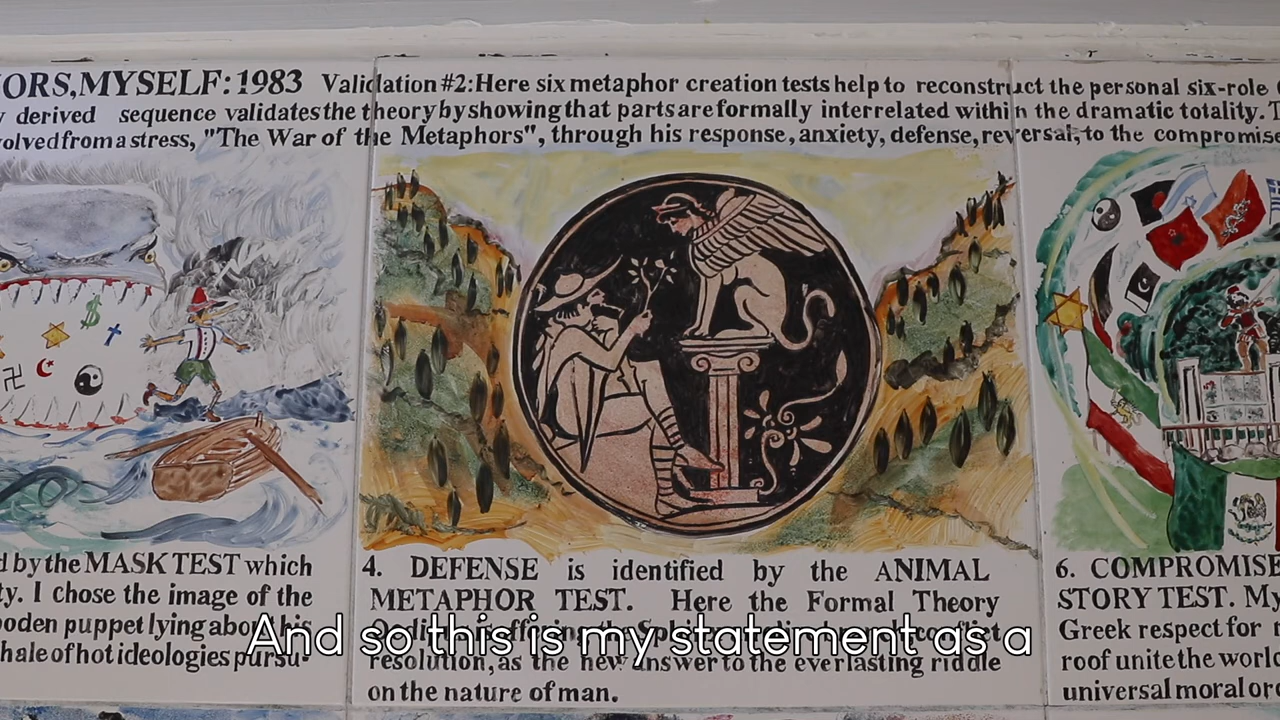 ORS, MYSELF: 1983 Validation #2: Here six metaphor creation tests help to reconstruct the personal six-role
derived sequence validates the theory by showing that parts are formally interrelated within the dramatic totality.
volved from a stress, "The War of the Metaphors", through his response, anxiety, defense, reversal, to the compromise
d by the MASK TEST which
ty. I chose the image of the
ooden puppet lying about his
hale of hot ideologies pursu-
4. DEFENSE is identified by the ANIMAL
METAPHOR TEST. Here the Formal Theory
resolution, as the new answer to the everlasting riddle
on the nature of man.
6. COMPROMISE
STORY TEST. My
Greek respect for
roof unite the world
universal moral ord
And so this is my statement as a